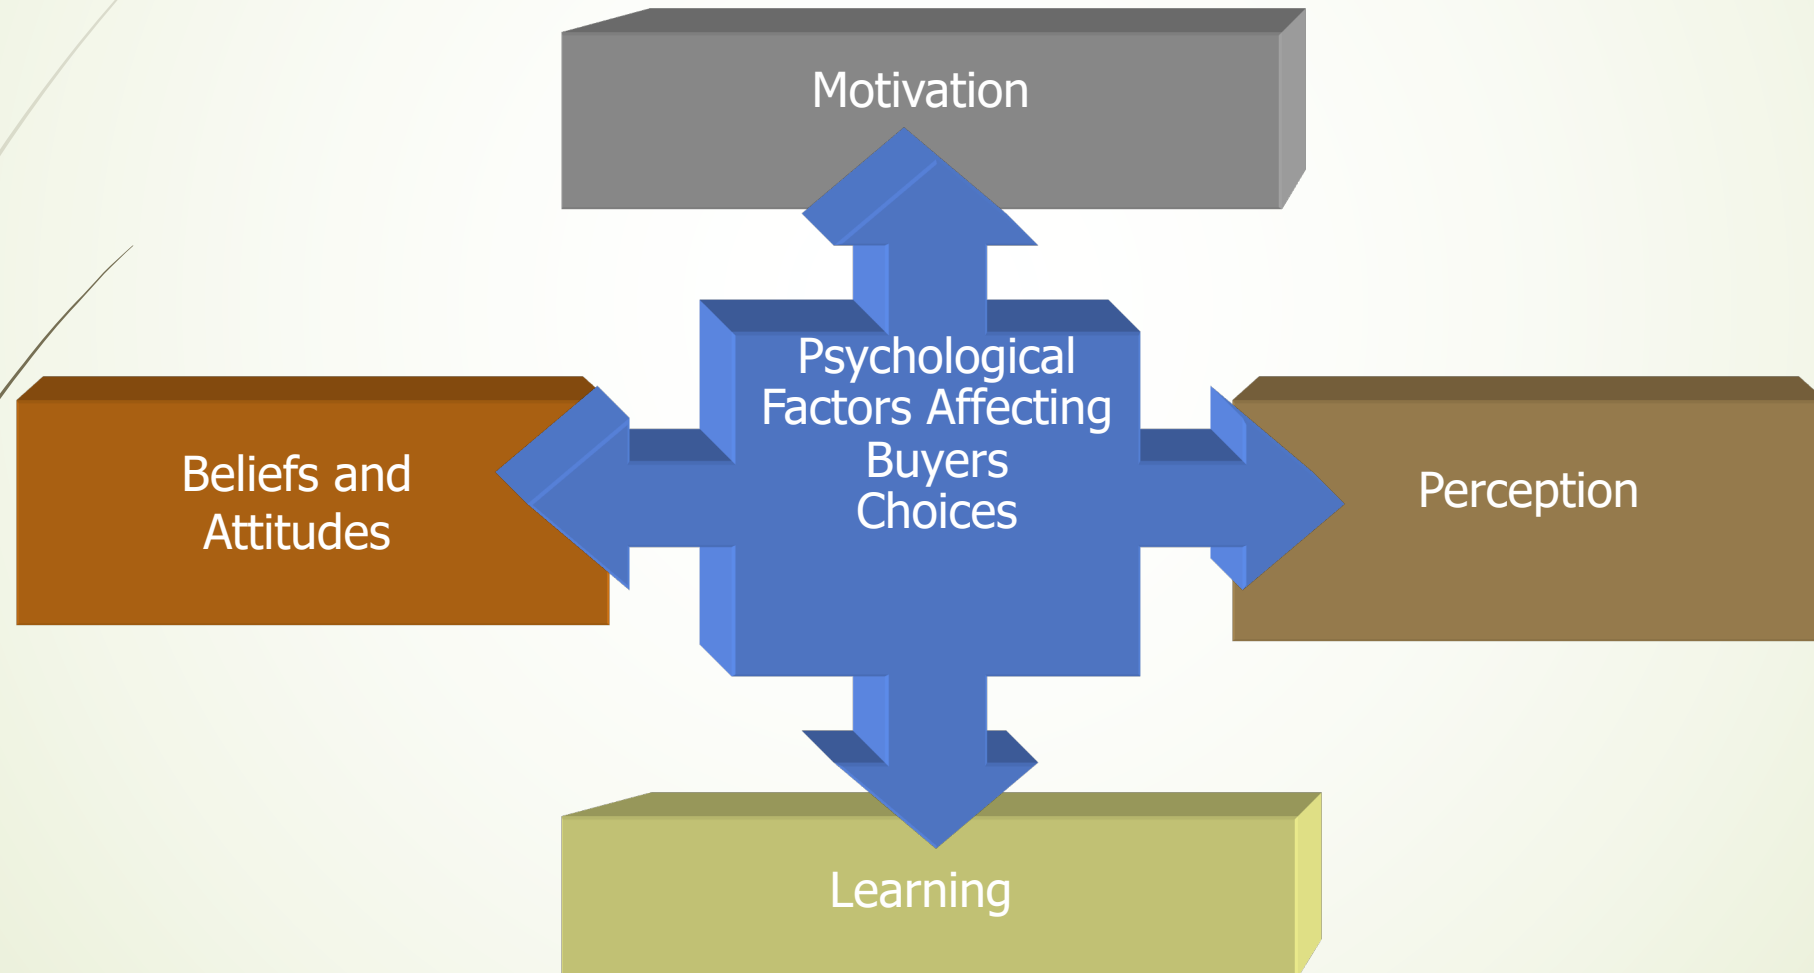 Motivation
Psychological
Factors Affecting
Buyers
Choices
Beliefs and
Attitudes
Perception
Learning